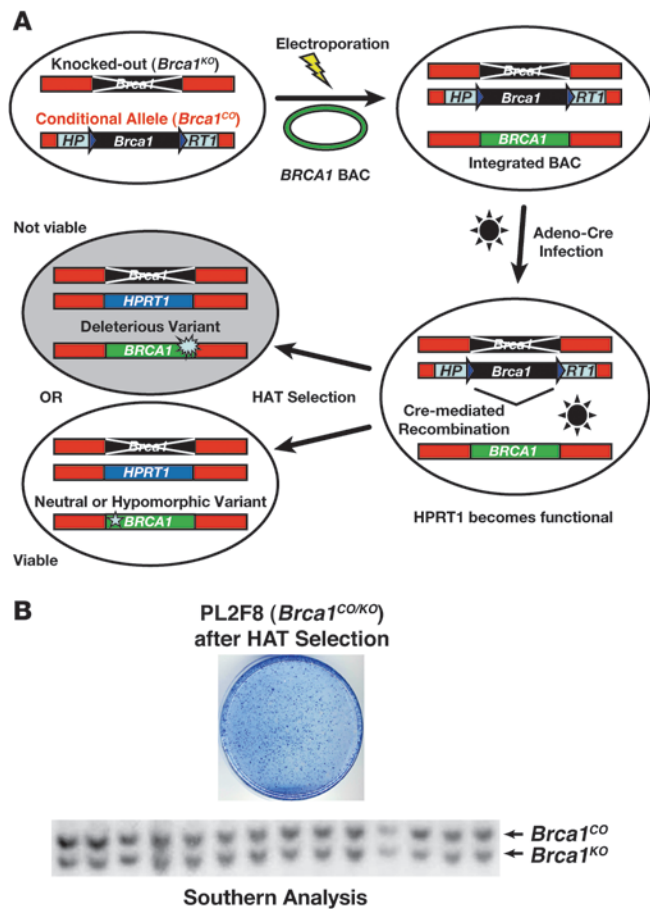 A
Knocked-out (Brca1KO)
Brca1
Conditional Allele (Brca1CO)
HP Brca1 RT1
Electroporation
BRCA1 BAC
Brca1
HP Brca1 RT1
BRCA1
Integrated BAC
Adeno-Cre
Infection
Not viable
Brca1
HPRT1
Deleterious Variant
BRCA1
OR
HAT Selection
Brca1
HP Brca1 RT1
Cre-mediated
Recombination
BRCA1
HPRT1 becomes functional
Brca1
HPRT1
Neutral or Hypomorphic Variant
BRCA1
Viable
B
PL2F8 (Brca1CO/KO)
after HAT Selection
Brca1CO
Brca1KO
Southern Analysis